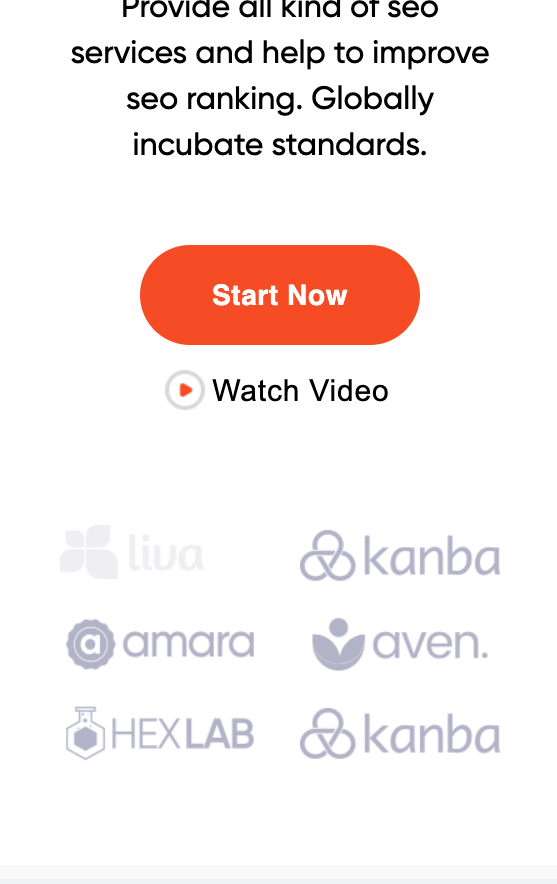 Provide all kind of seo
services and help to improve
seo ranking. Globally
incubate standards.
Start Now
Watch Video
liva
kanba
amara
aven.
HEXLAB
kanba